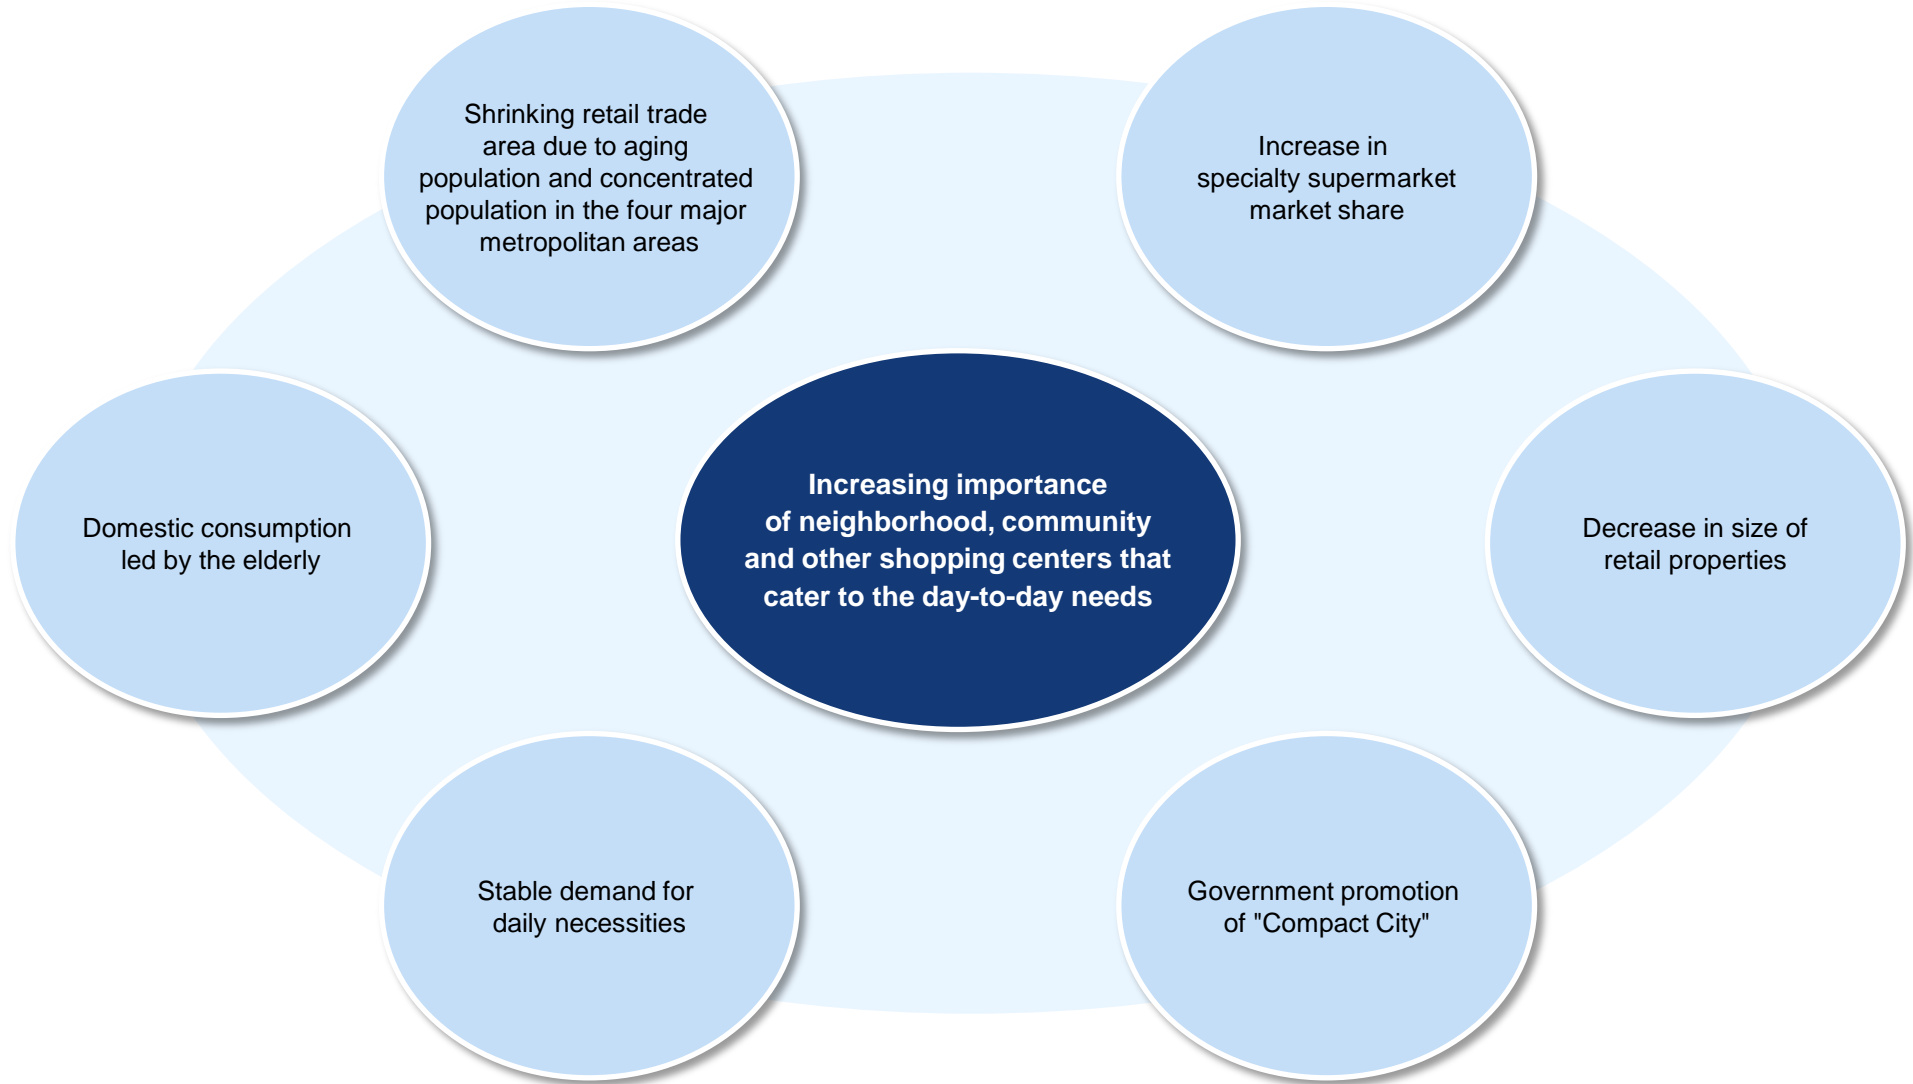 Shrinking retail trade
area due to aging
population and concentrated
population in the four major
metropolitan areas
Increase in
specialty supermarket
market share
Domestic consumption
led by the elderly
Increasing importance
of neighborhood, community
and other shopping centers that
cater to the day-to-day needs
Decrease in size of
retail properties
Stable demand for
daily necessities
Government promotion
of "Compact City"